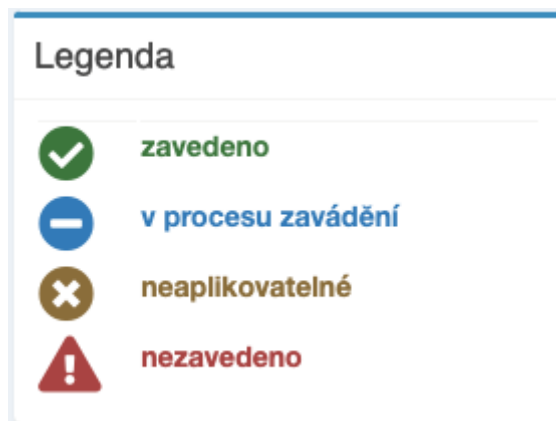 Legenda
zavedeno
v procesu zavádění
neaplikovatelné
nezavedeno